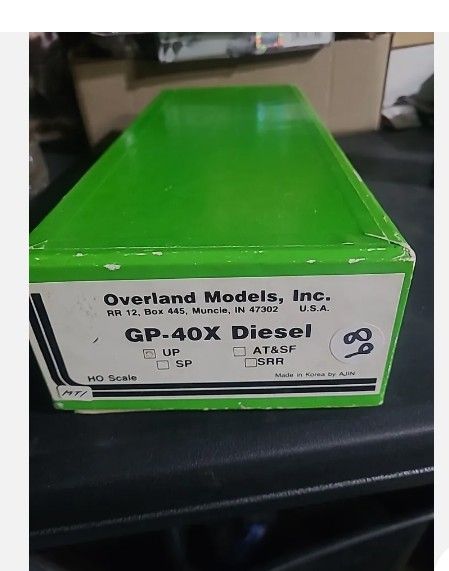 Overland Models, Inc.
RR 12, Box 445, Muncie, IN 47302 U.S.A.
GP-40X Diesel
UP AT&SF
SP SRR
HO Scale Made in Korea by AJIN
MTI